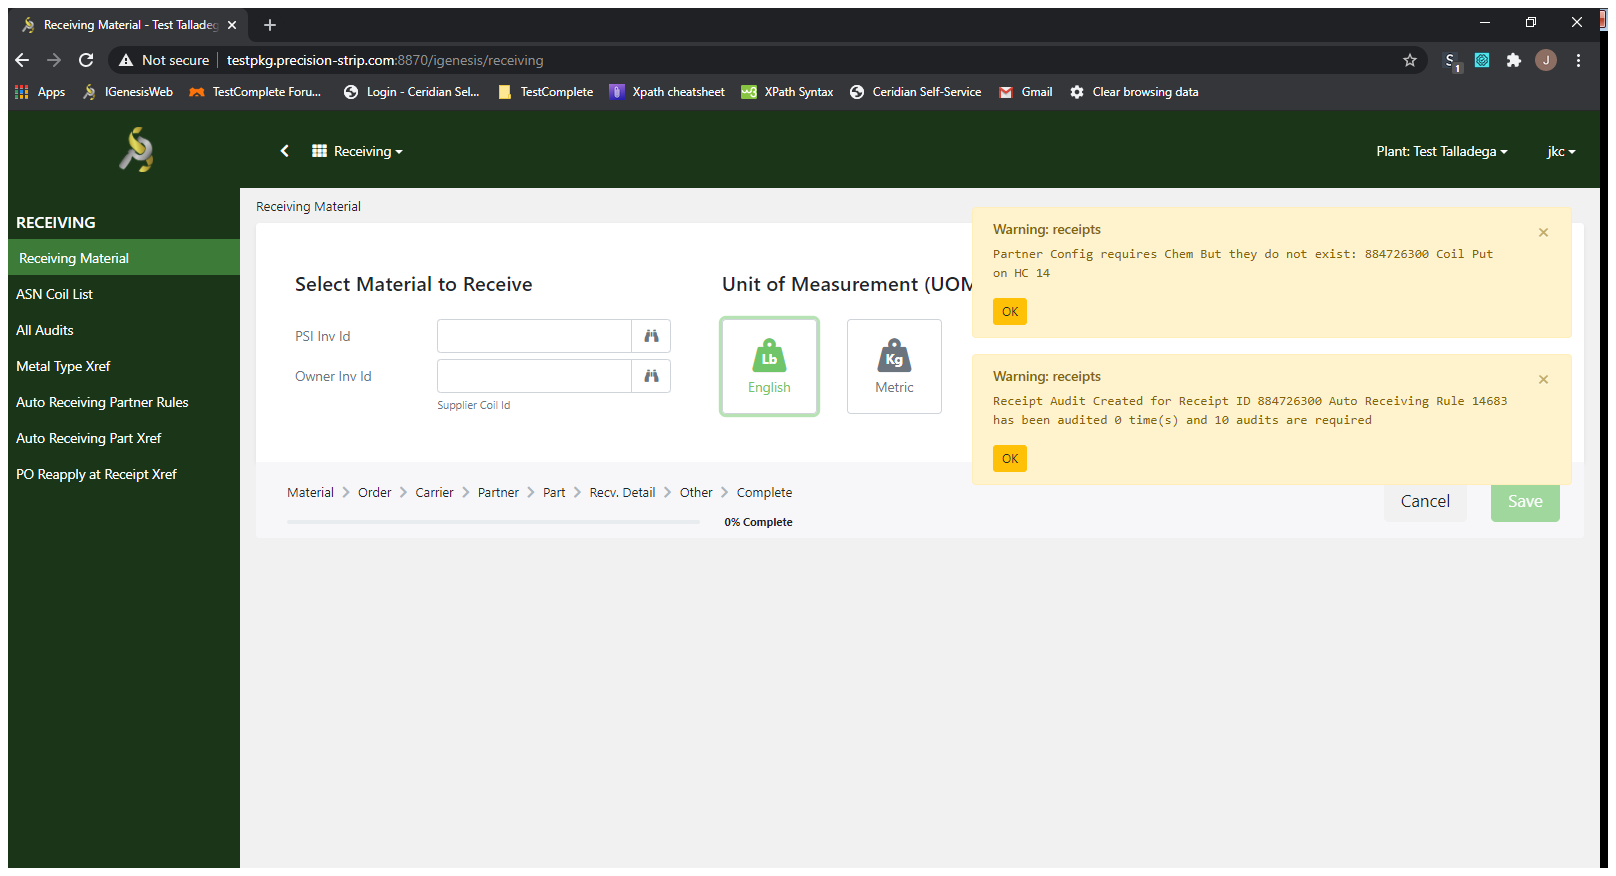 Receiving Material - Test Talladeg
Not secure
testpkg.precision-strip.com:8870/igenesis/receiving
1
J
Apps
IGenesisWeb
TestComplete Foru...
Login - Ceridian Sel...
TestComplete
Xpath cheatsheet
XPath Syntax
Ceridian Self-Service
Gmail
Clear browsing data
Receiving
Plant: Test Talladega
jkc
RECEIVING
Receiving Material
ASN Coil List
All Audits
Metal Type Xref
Auto Receiving Partner Rules
Auto Receiving Part Xref
PO Reapply at Receipt Xref
Receiving Material
Select Material to Receive
PSI Inv Id
Owner Inv Id
Supplier Coil Id
Unit of Measurement (UOM
Lb
English
Kg
Metric
Warning: receipts
Partner Config requires Chem But they do not exist: 884726300 Coil Put
on HC 14
OK
Warning: receipts
Receipt Audit Created for Receipt ID 884726300 Auto Receiving Rule 14683
has been audited 0 time(s) and 10 audits are required
OK
Material > Order > Carrier > Partner > Part > Recv. Detail > Other > Complete
0% Complete
Cancel
Save